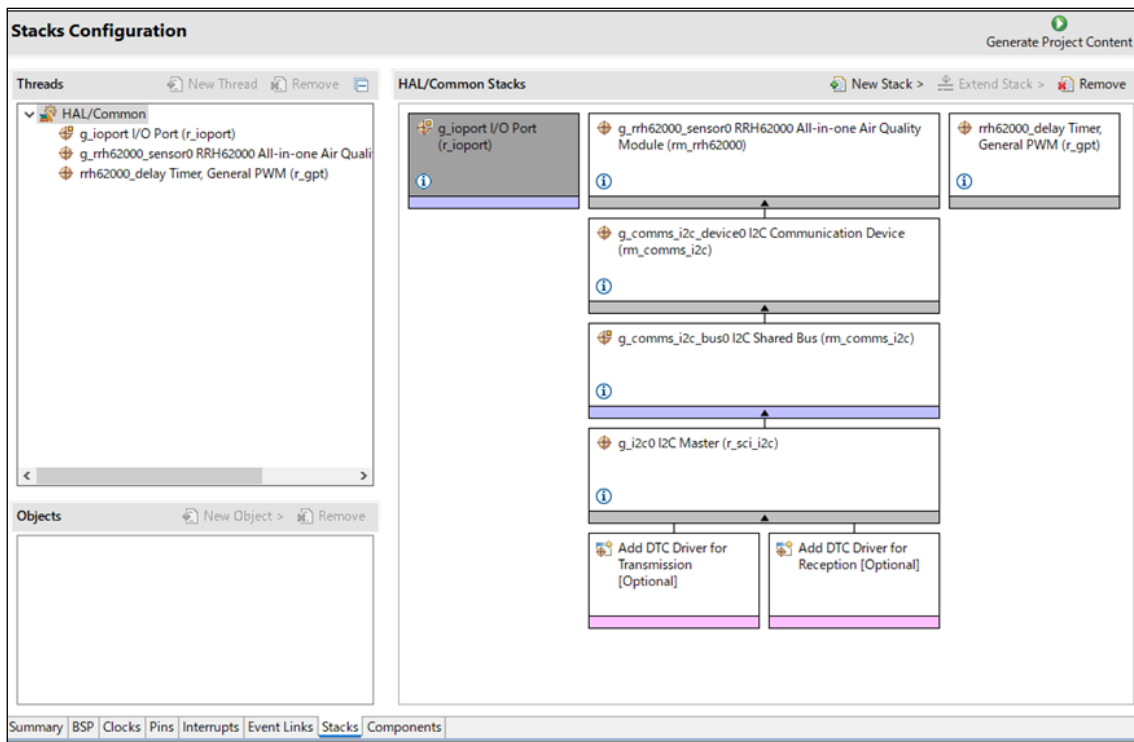 Stacks Configuration
Generate Project Content
Threads
New Thread
Remove
HAL/Common
g_ioport I/O Port (r_ioport)
g_rrh62000_sensor0 RRH62000 All-in-one Air Quali
rrh62000_delay Timer, General PWM (r_gpt)
Objects
New Object >
Remove
HAL/Common Stacks
New Stack >
Extend Stack >
Remove
g_ioport I/O Port
(r_ioport)
g_rrh62000_sensor0 RRH62000 All-in-one Air Quality
Module (rm_rrh62000)
rrh62000_delay Timer,
General PWM (r_gpt)
g_comms_i2c_device0 I2C Communication Device
(rm_comms_i2c)
g_comms_i2c_bus0 I2C Shared Bus (rm_comms_i2c)
g_i2c0 I2C Master (r_sci_i2c)
Add DTC Driver for
Transmission
[Optional]
Add DTC Driver for
Reception [Optional]
Summary BSP Clocks Pins Interrupts Event Links Stacks Components